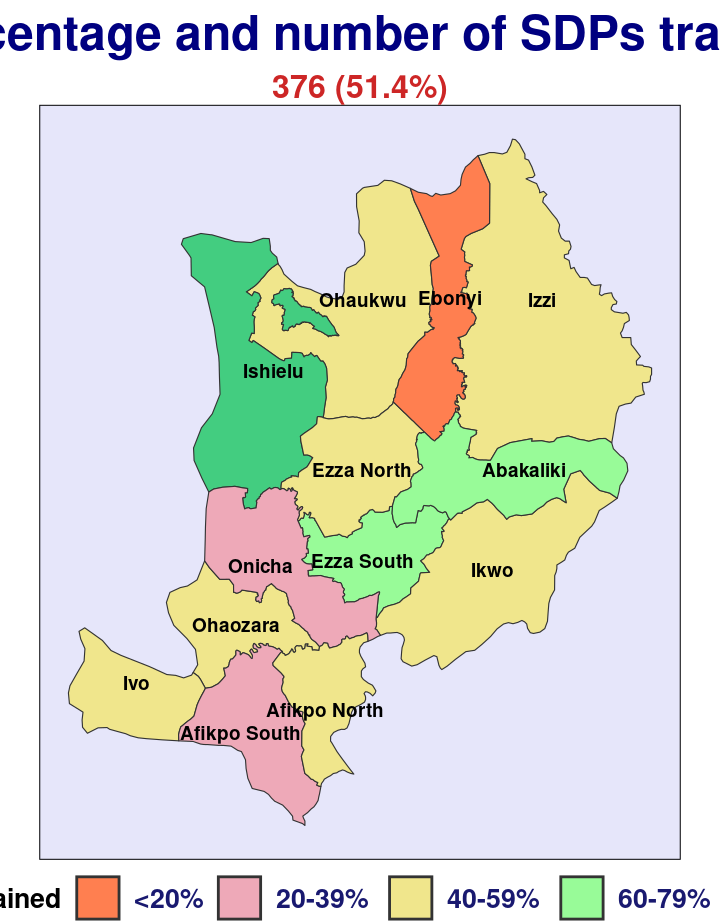 centage and number of SDPs tra
376 (51.4%)
Ohaukwu Ebonyi Izzi
Ishielu
Ezza North Abakaliki
Onicha Ezza South Ikwo
Ohaozara
Ivo
Afikpo North
Afikpo South
ained <20% 20-39% 40-59% 60-79%